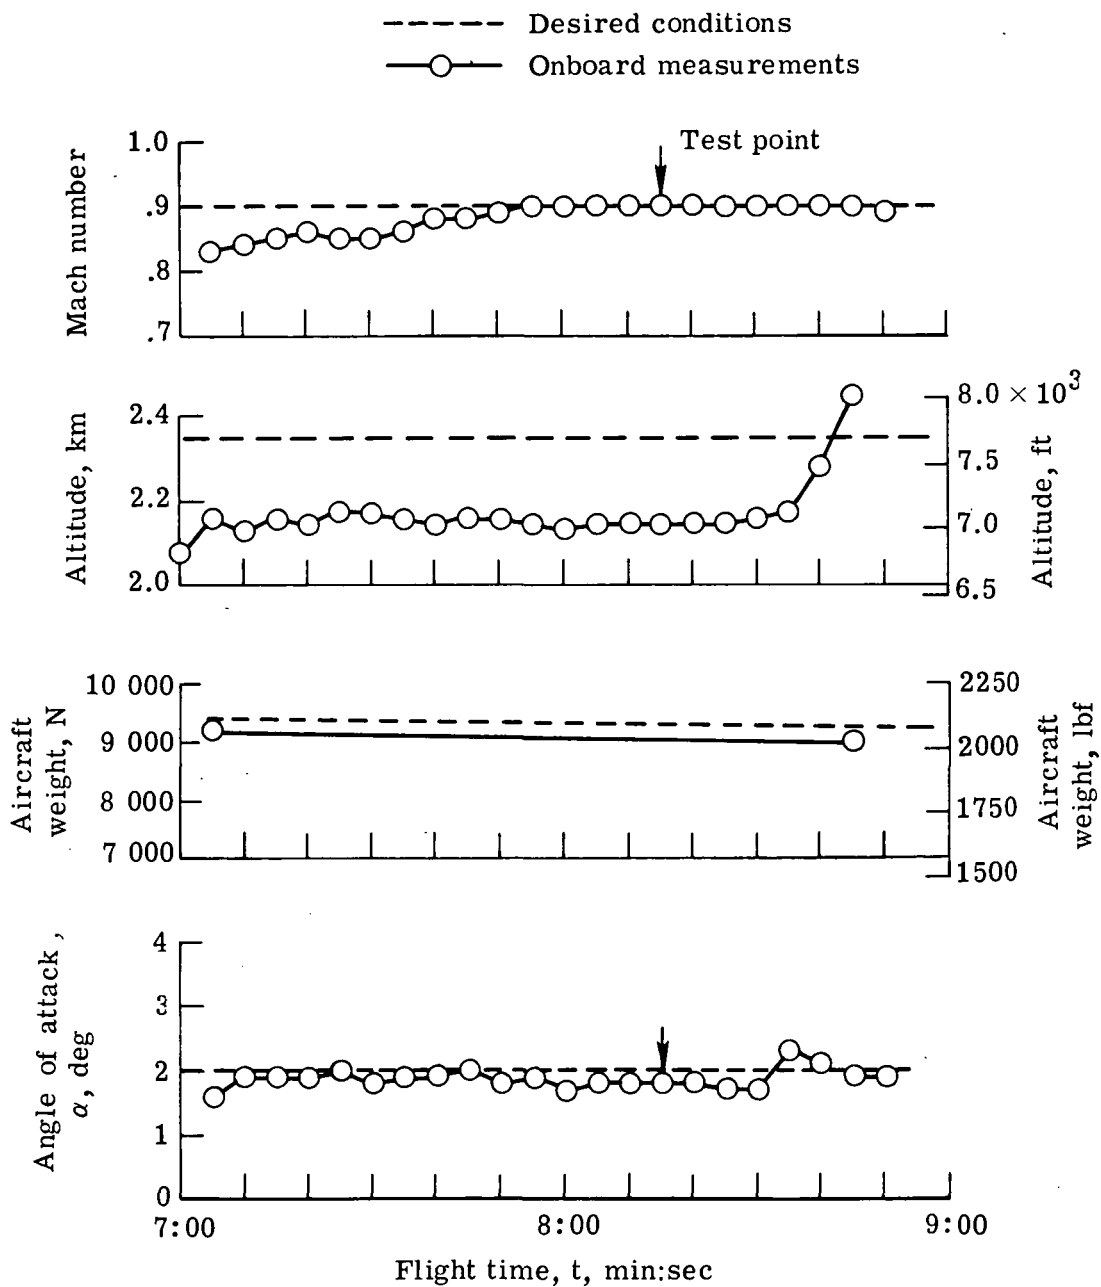 Desired conditions
Onboard measurements
Test point
Mach number
1.0
.9
.8
.7
Altitude, km
2.4
2.2
2.0
8.0 × 10³
7.5
7.0
6.5
Altitude, ft
Aircraft
weight, N
10 000
9 000
8 000
7 000
2250
2000
1750
1500
Aircraft
weight, lbf
Angle of attack,
α, deg
4
3
2
1
0
7:00
8:00
9:00
Flight time, t, min:sec